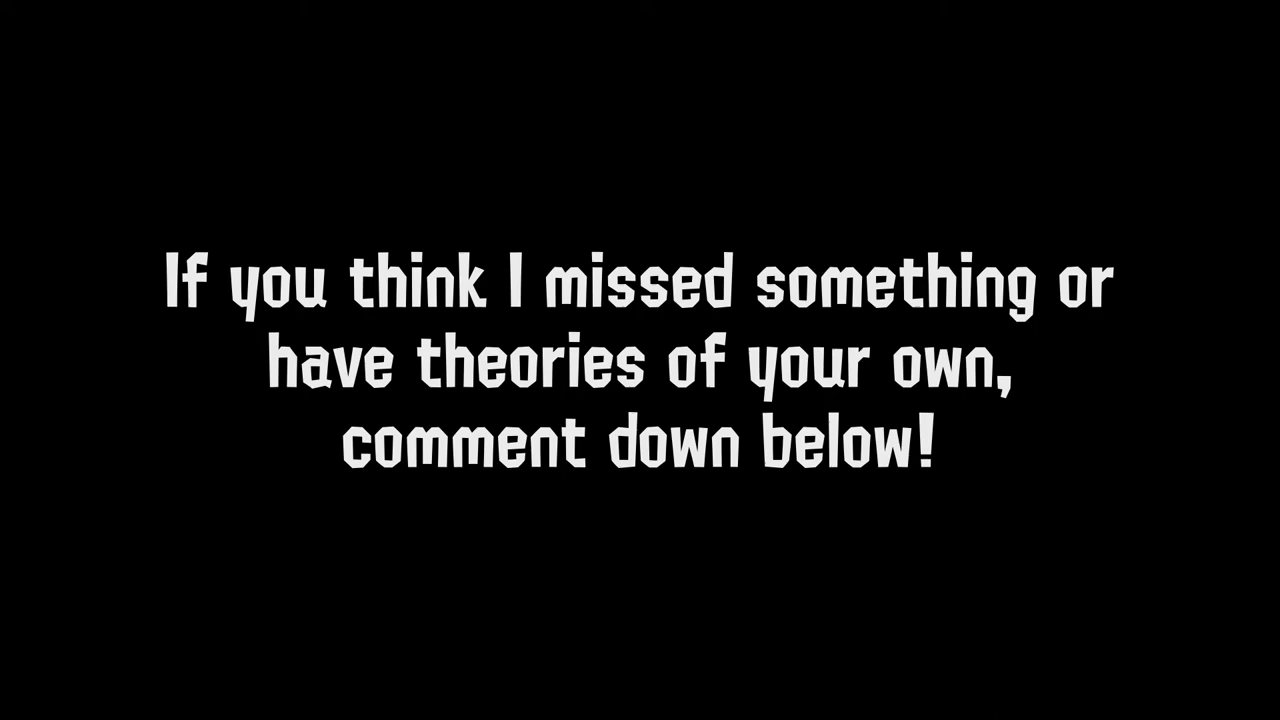 If you think I missed something or
have theories of your own,
comment down below!